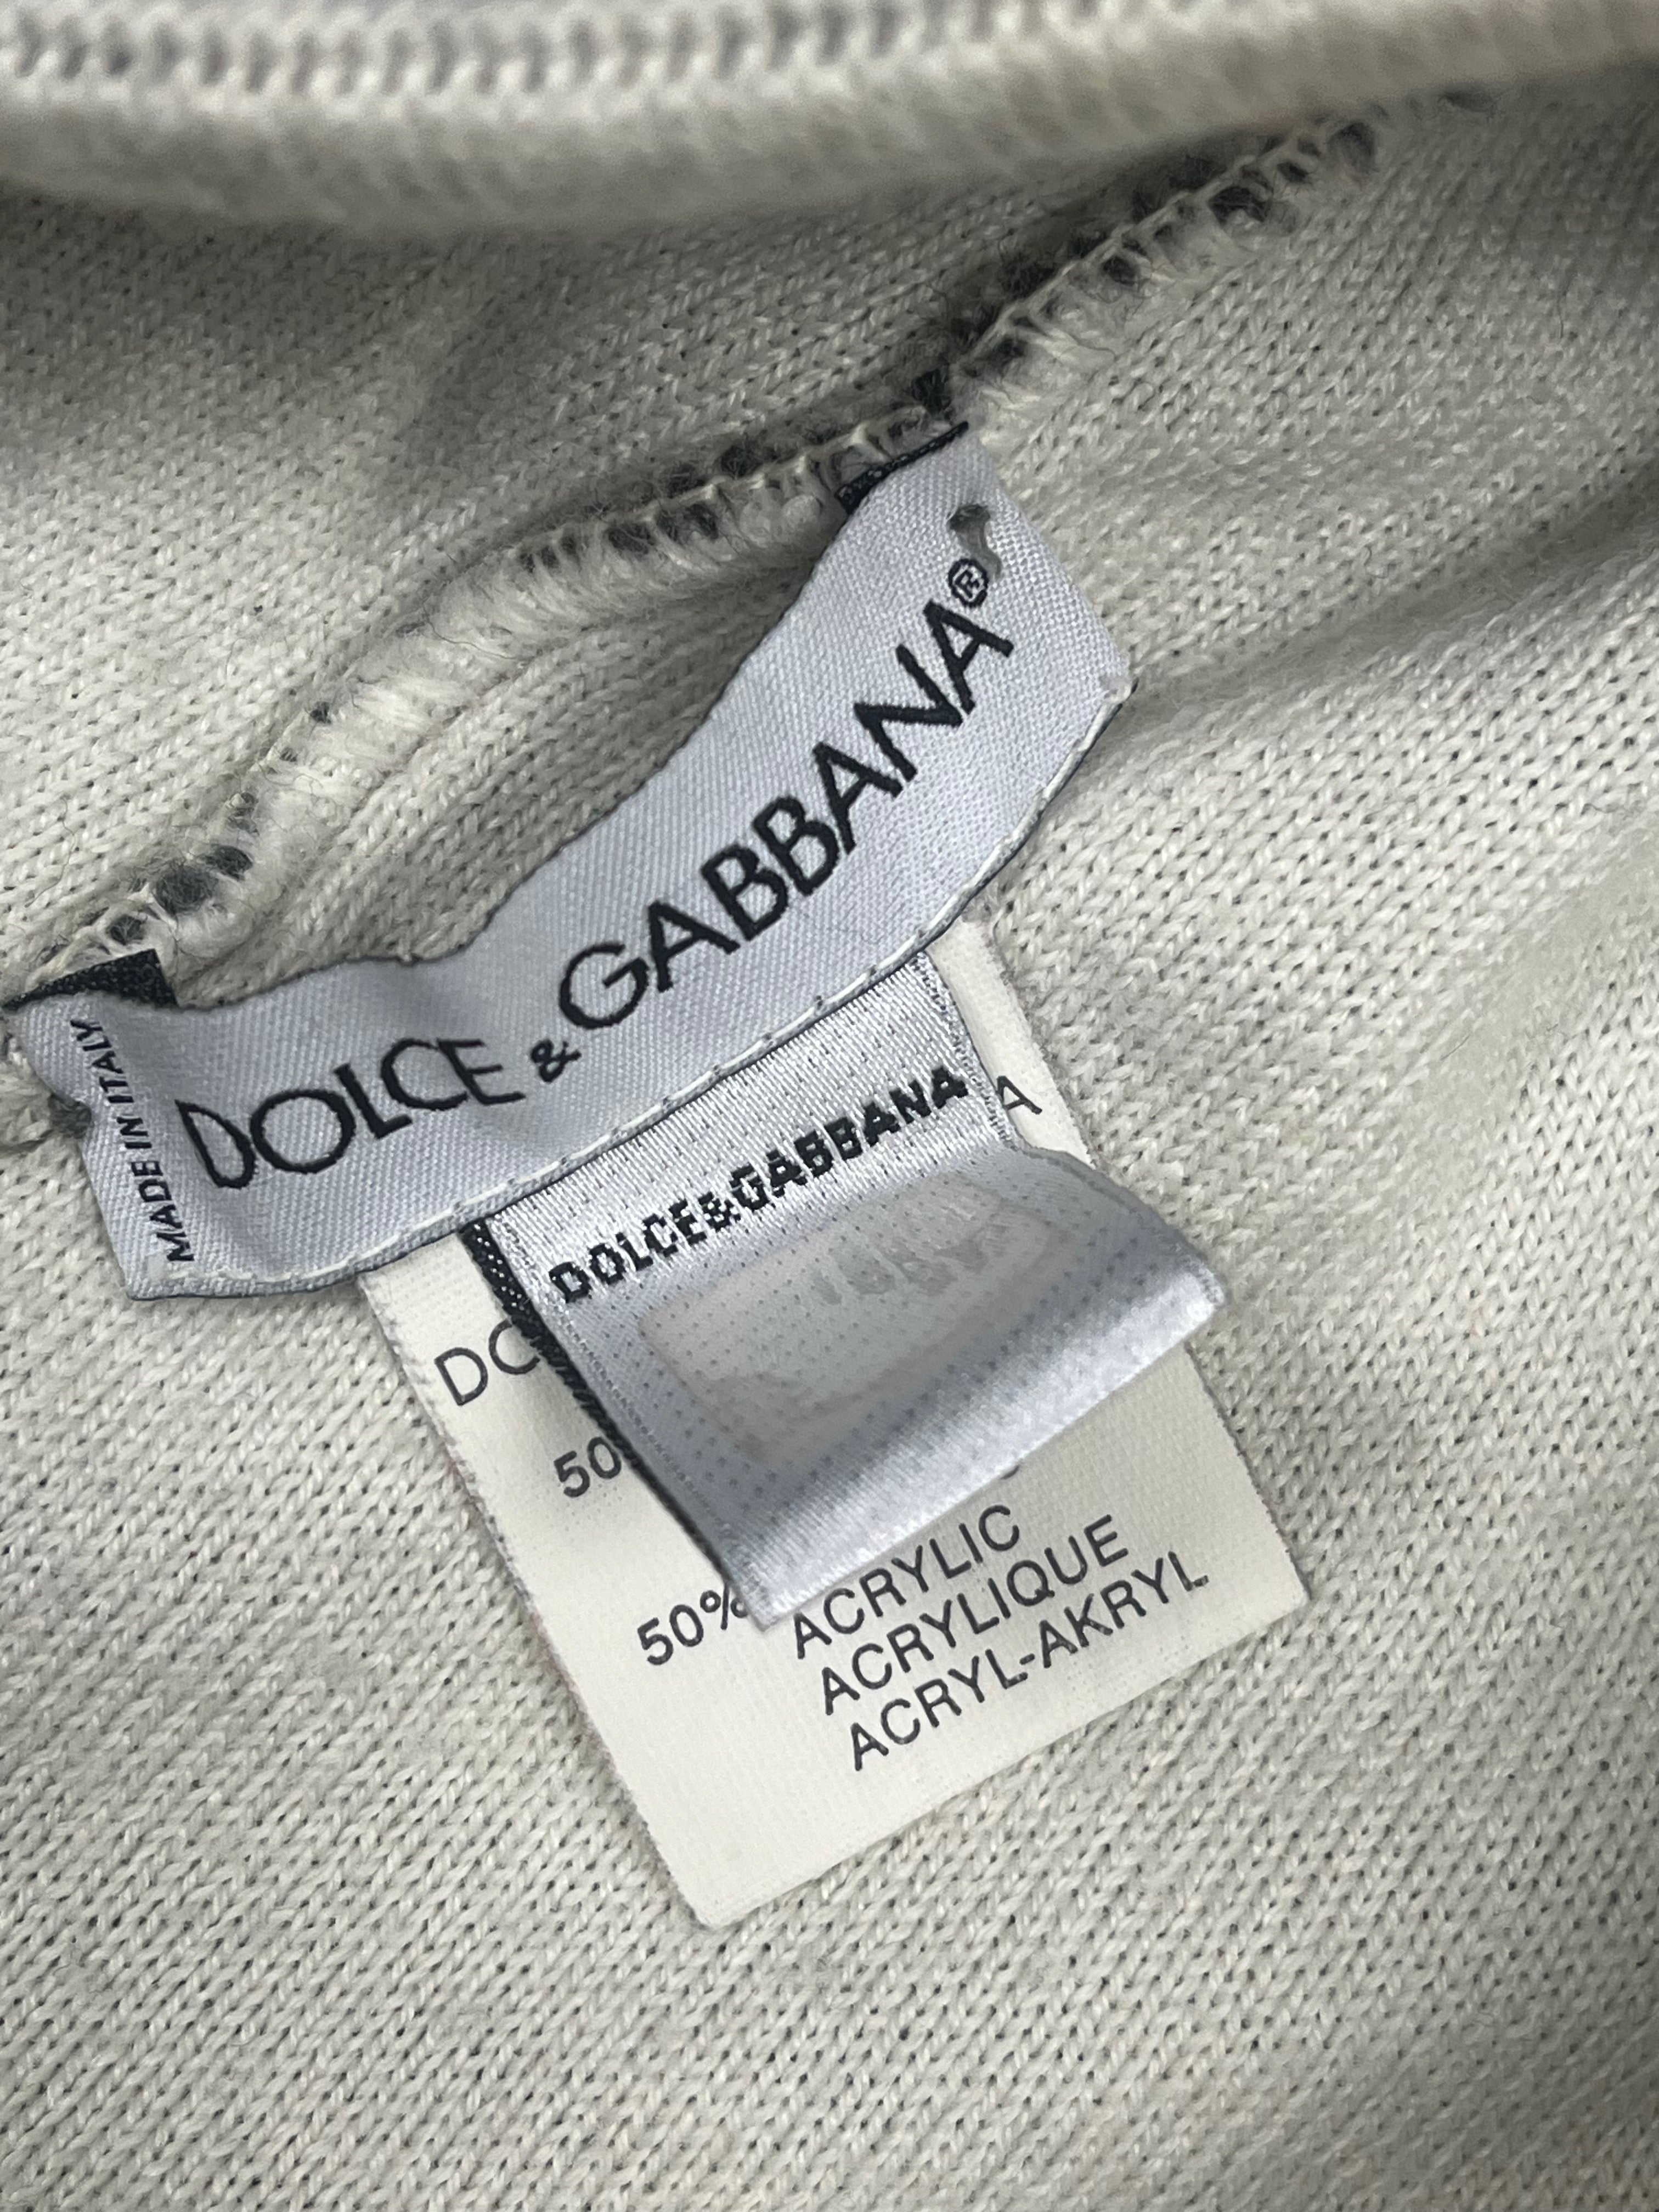 MADE IN ITALY
DOLCE & GABBANA®
DOLCE&GABBANA
DO A
50
50% ACRYLIC
ACRYLIQUE
ACRYL-AKRYL